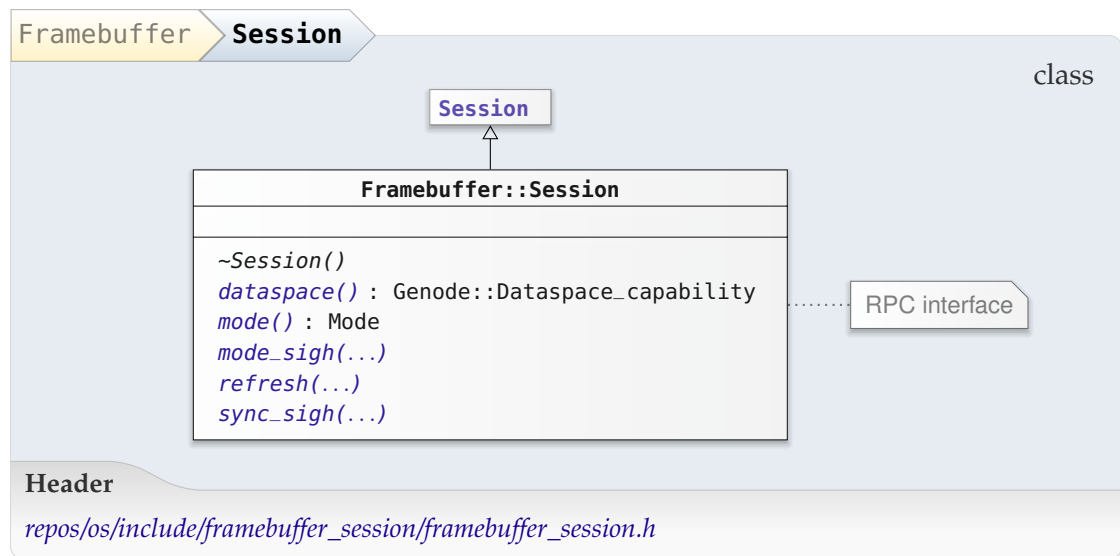 Framebuffer Session
class
Session
Framebuffer::Session
~Session()
dataspace() : Genode::Dataspace_capability
mode() : Mode
mode_sigh(...)
refresh(...)
sync_sigh(...)
RPC interface
Header
repos/os/include/framebuffer_session/framebuffer_session.h